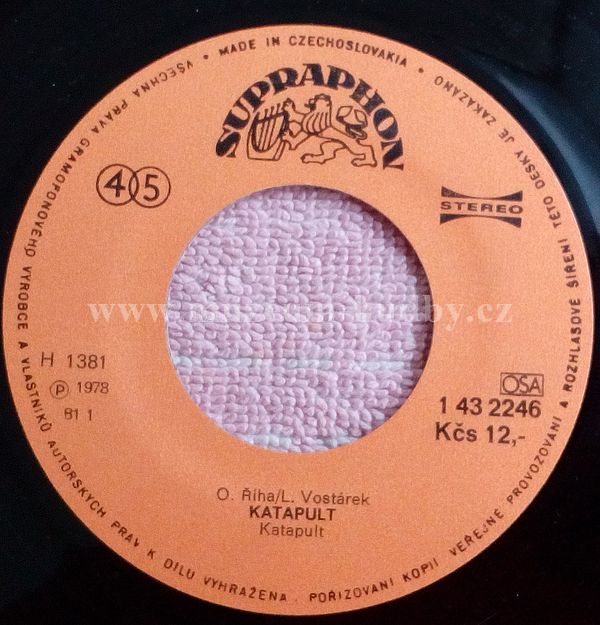 VŠECHNA PRÁVA GRAMOFONOVÉHO VÝROBCE A VLASTNÍKŮ AUTORSKÝCH PRÁV K DÍLU VYHRAŽENA. POŘIZOVÁNÍ KOPIÍ VEŘEJNÉ PROVOZOVÁNÍ A ROZHLASOVÉ ŠÍŘENÍ TÉTO DESKY JE ZAKÁZÁNO
• MADE IN CZECHOSLOVAKIA •
SUPRAPHON
45
STEREO
www. .cz
H 1381
Ⓟ 1978
B1 1
OSA
1 43 2246
Kčs 12,-
O. Říha/L. Vostárek
KATAPULT
Katapult